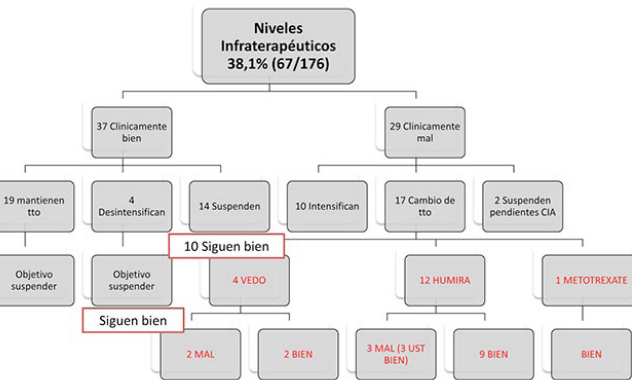 Niveles
Infraterapéuticos
38,1% (67/176)
37 Clinicamente
bien
29 Clinicamente
mal
19 mantienen
tto
4
Desintensifican
14 Suspenden
10 Intensifican
17 Cambio de
tto
2 Suspenden
pendientes CIA
10 Siguen bien
Objetivo
suspender
Objetivo
suspender
4 VEDO
12 HUMIRA
1 METOTREXATE
Siguen bien
2 MAL
2 BIEN
3 MAL (3 UST
BIEN)
9 BIEN
BIEN